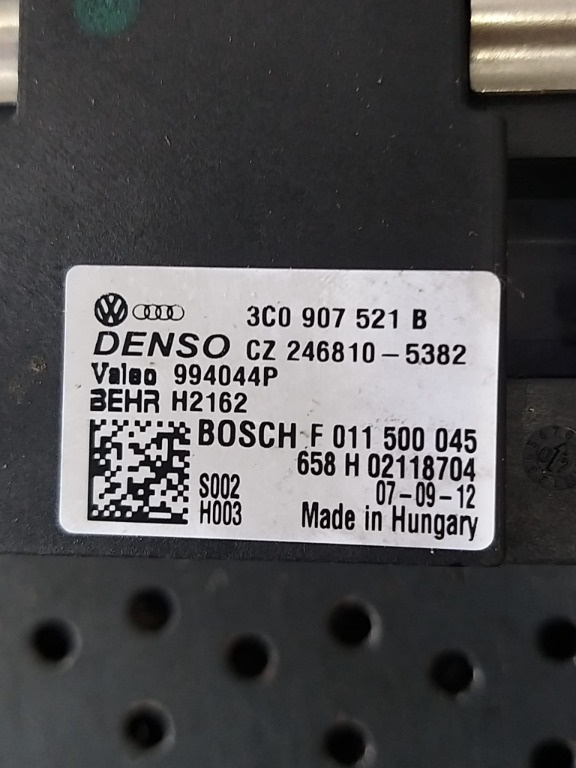 3C0 907 521 B
DENSO CZ 246810-5382
Valeo 994044P
BEHR H2162
BOSCH F 011 500 045
658 H 02118704
S002 07-09-12
H003 Made in Hungary